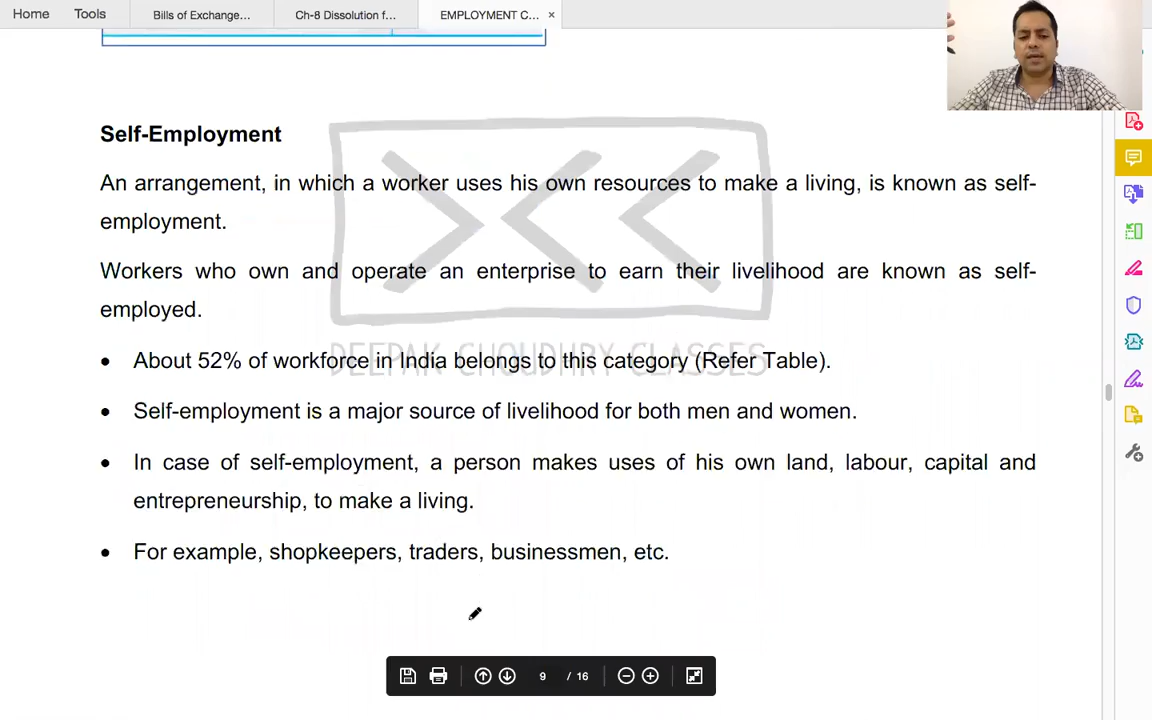 Home Tools Bills of Exchange... Ch-8 Dissolution f... EMPLOYMENT C... ×
Self-Employment
An arrangement, in which a worker uses his own resources to make a living, is known as self-
employment.
Workers who own and operate an enterprise to earn their livelihood are known as self-
employed.
• About 52% of workforce in India belongs to this category (Refer Table).
• Self-employment is a major source of livelihood for both men and women.
• In case of self-employment, a person makes uses of his own land, labour, capital and
entrepreneurship, to make a living.
• For example, shopkeepers, traders, businessmen, etc.
DEEPAK CHOUDHRY CLASSES
9 / 16